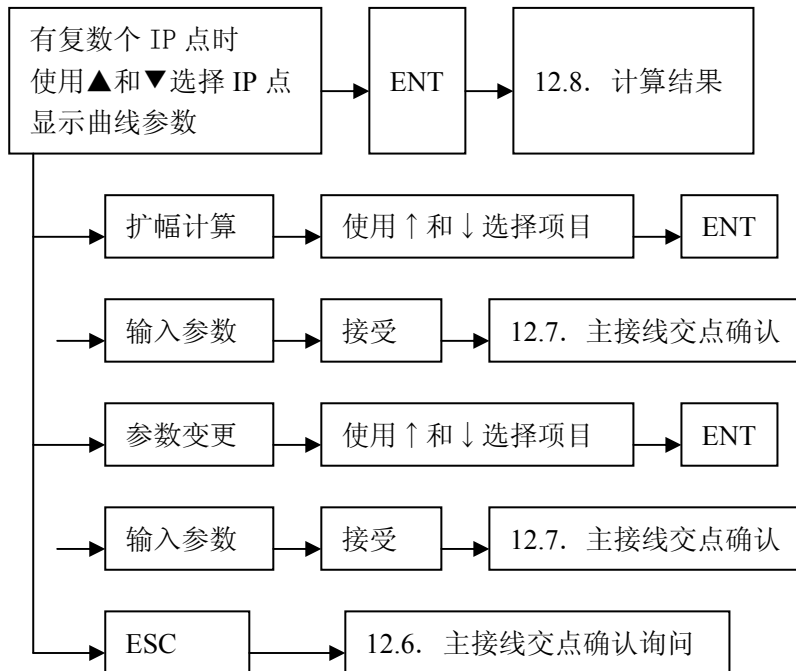 有复数个 IP 点时
使用▲和▼选择 IP 点
显示曲线参数
ENT
12.8. 计算结果
扩幅计算
使用↑和↓选择项目
ENT
输入参数
接受
12.7. 主接线交点确认
参数变更
使用↑和↓选择项目
ENT
输入参数
接受
12.7. 主接线交点确认
ESC
12.6. 主接线交点确认询问